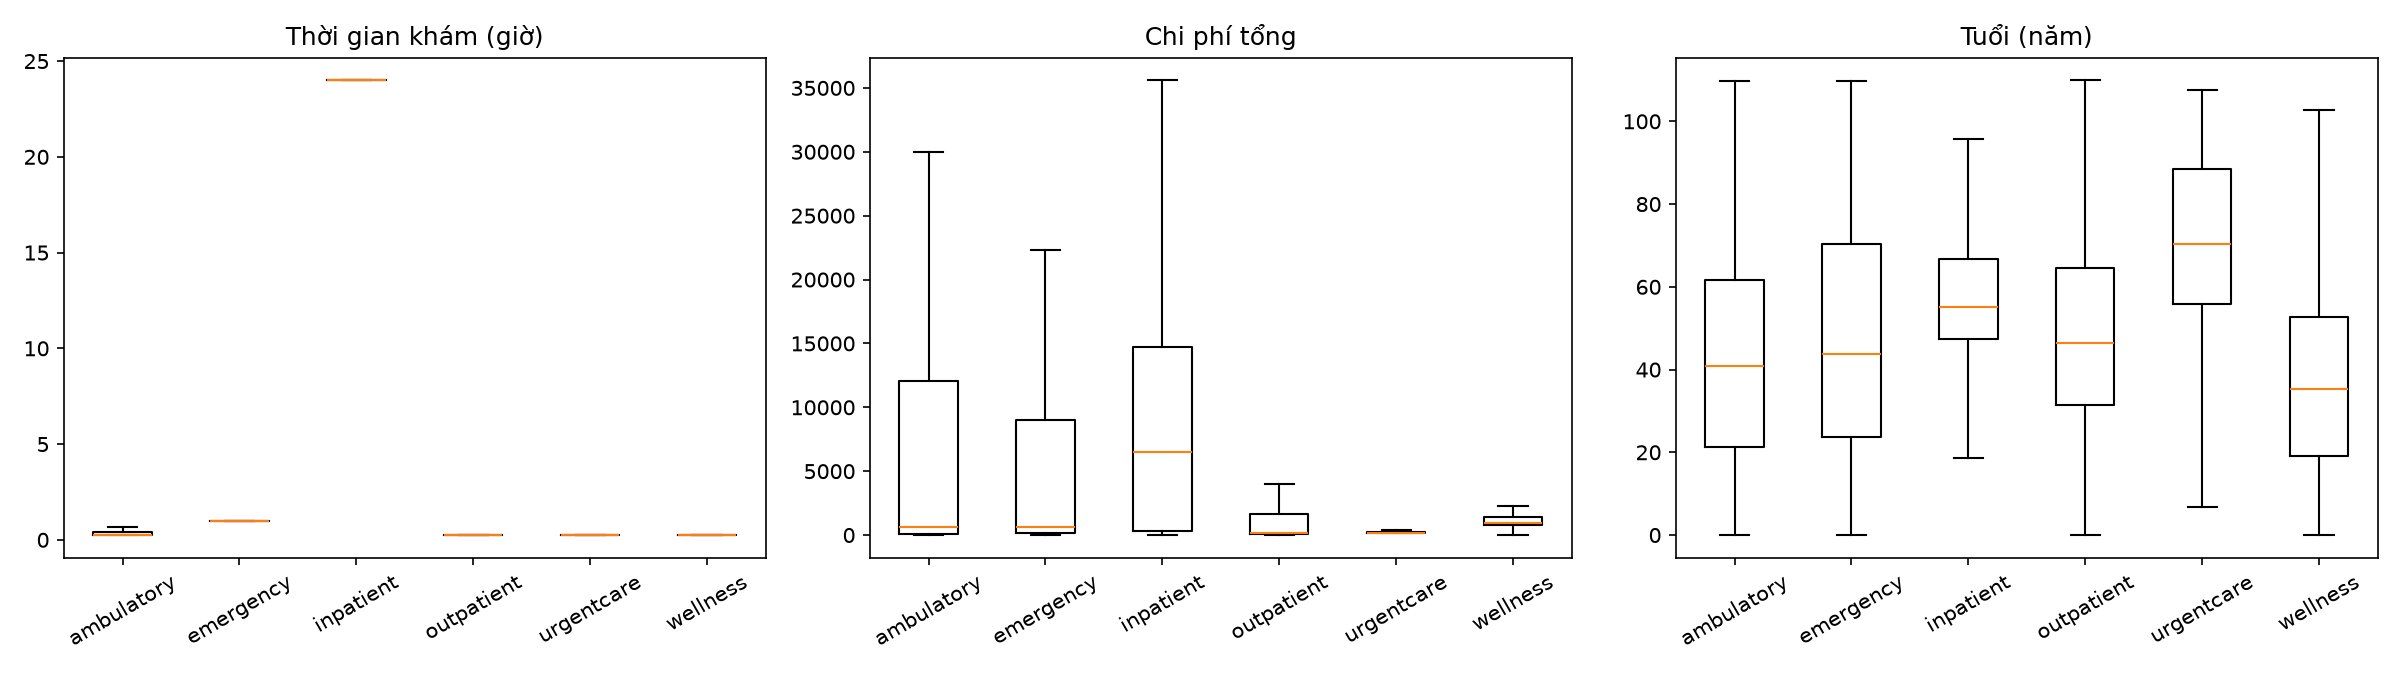 Thời gian khám (giờ)
25
20
15
10
5
0
ambulatory
emergency
inpatient
outpatient
urgentcare
wellness
Chi phí tổng
35000
30000
25000
20000
15000
10000
5000
0
ambulatory
emergency
inpatient
outpatient
urgentcare
wellness
Tuổi (năm)
100
80
60
40
20
0
ambulatory
emergency
inpatient
outpatient
urgentcare
wellness